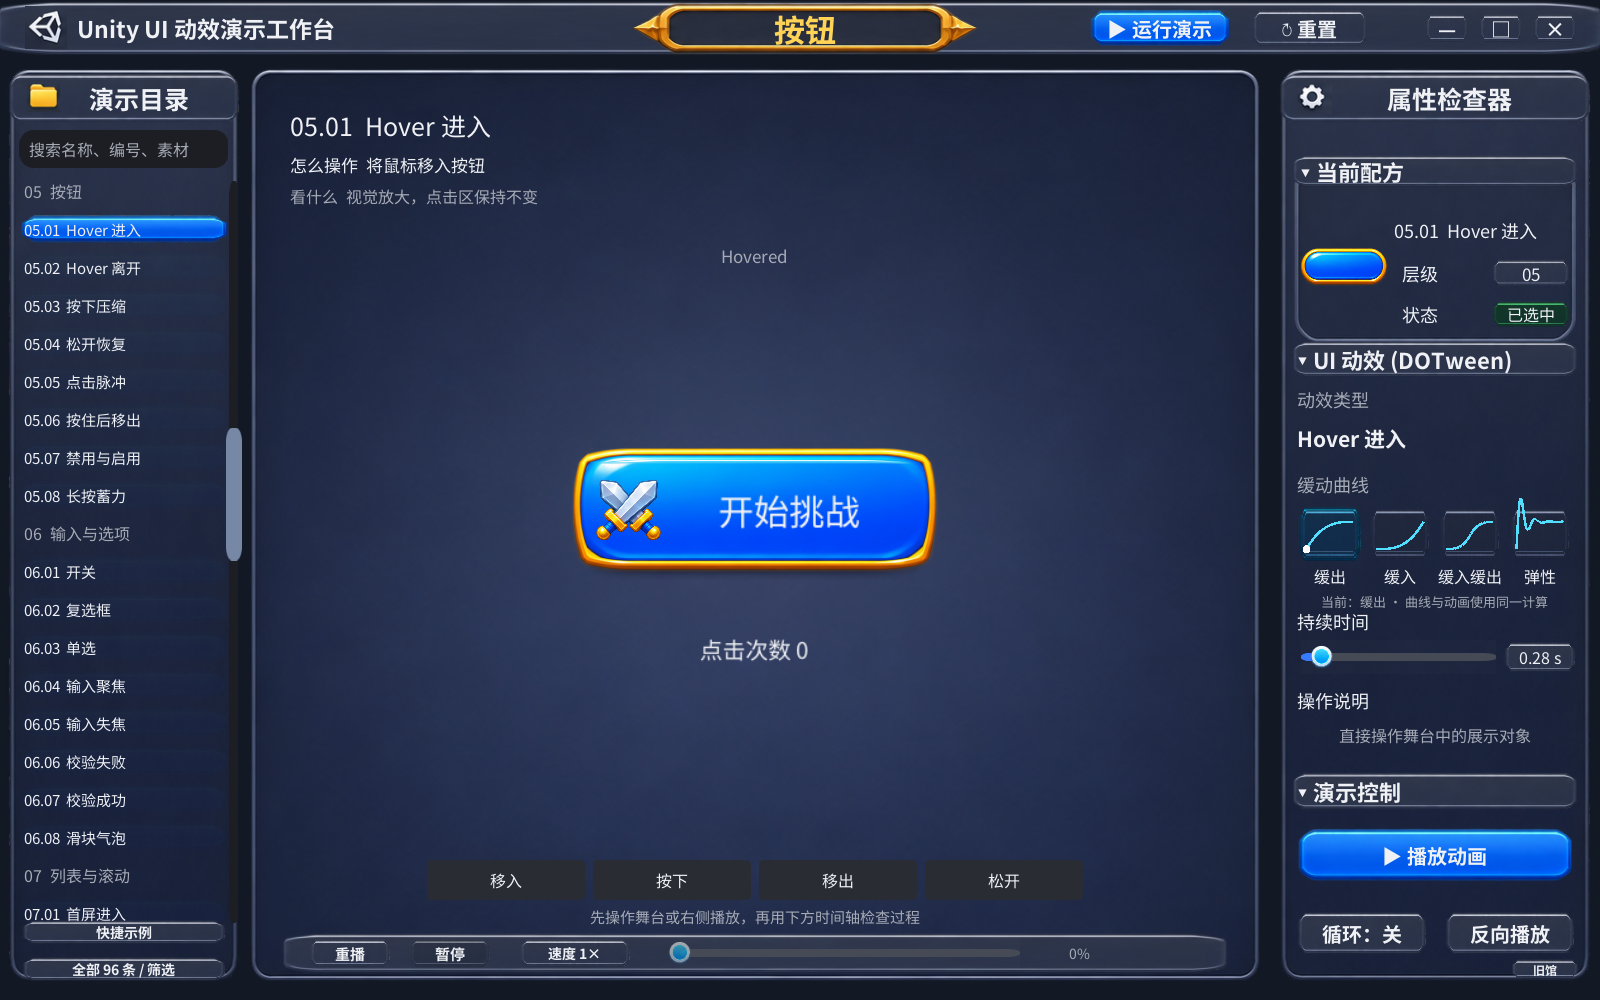 Unity UI 动效演示工作台
按钮
▶ 运行演示
重置
演示目录
搜索名称、编号、素材
05 按钮
05.01 Hover 进入
05.02 Hover 离开
05.03 按下压缩
05.04 松开恢复
05.05 点击脉冲
05.06 按住后移出
05.07 禁用与启用
05.08 长按蓄力
06 输入与选项
06.01 开关
06.02 复选框
06.03 单选
06.04 输入聚焦
06.05 输入失焦
06.06 校验失败
06.07 校验成功
06.08 滑块气泡
07 列表与滚动
07.01 首屏进入
快捷示例
全部 96 条 / 筛选
05.01 Hover 进入
怎么操作 将鼠标移入按钮
看什么 视觉放大，点击区保持不变
Hovered
开始挑战
点击次数 0
移入
按下
移出
松开
先操作舞台或右侧播放，再用下方时间轴检查过程
重播
暂停
速度 1×
0%
属性检查器
▼ 当前配方
05.01 Hover 进入
层级 05
状态 已选中
▼ UI 动效 (DOTween)
动效类型
Hover 进入
缓动曲线
缓出
缓入
缓入缓出
弹性
当前：缓出 · 曲线与动画使用同一计算
持续时间
0.28 s
操作说明
直接操作舞台中的展示对象
▼ 演示控制
▶ 播放动画
循环：关
反向播放
旧馆